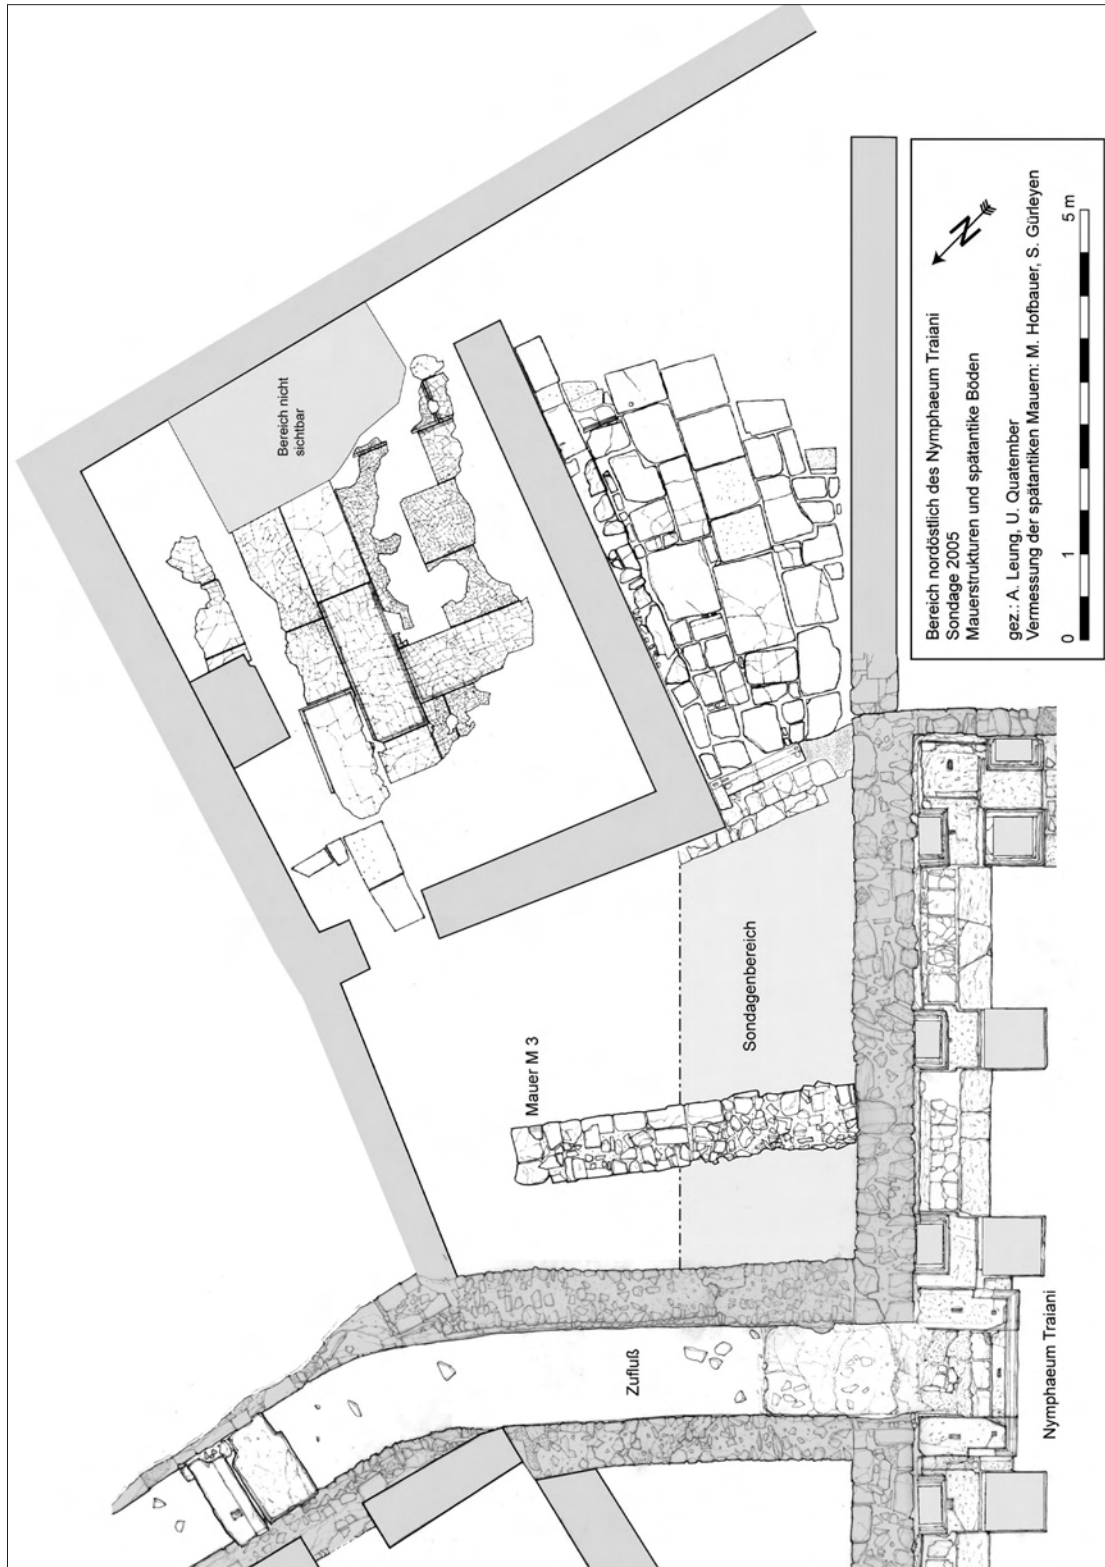 Bereich nicht
sichtbar
Mauer M 3
Sondagenbereich
Zufluß
Nymphaeum Traiani
Bereich nordöstlich des Nymphaeum Traiani
Sondage 2005
Mauerstrukturen und spätantike Böden
gez.: A. Leung, U. Quatember
Vermessung der spätantiken Mauern: M. Hofbauer, S. Gürleyen
N
0
1
5 m